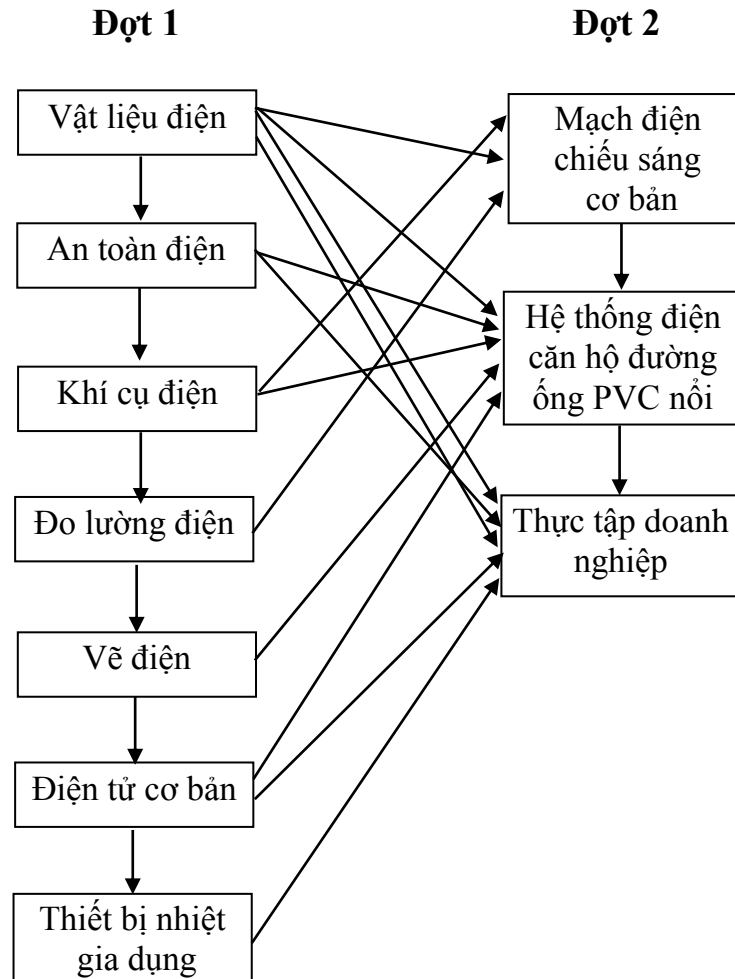 Đợt 1
Đợt 2
Vật liệu điện
An toàn điện
Khí cụ điện
Đo lường điện
Vẽ điện
Điện tử cơ bản
Thiết bị nhiệt
gia dụng
Mạch điện
chiếu sáng
cơ bản
Hệ thống điện
căn hộ đường
ống PVC nổi
Thực tập doanh
nghiệp